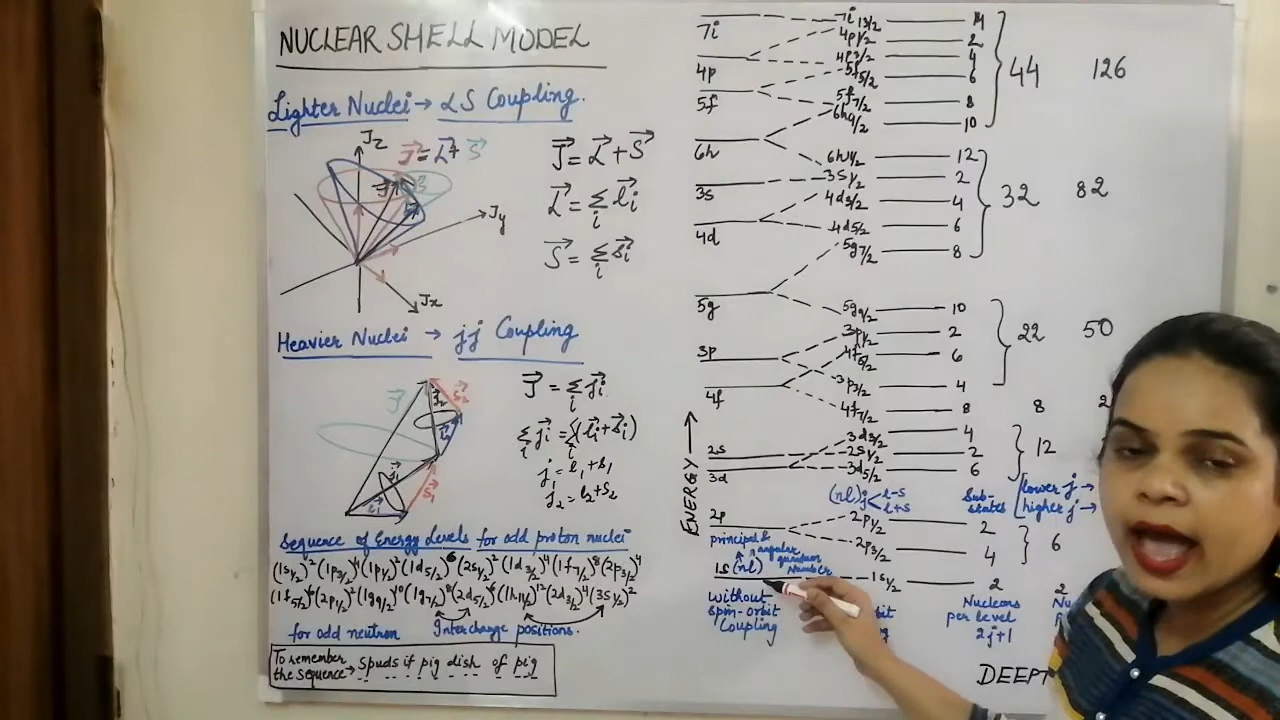 NUCLEAR SHELL MODEL
Lighter Nuclei → LS Coupling.
Jz
J = L + S
Jy
Jx
J = L + S
L = Σ li
i
S = Σ si
i
Heavier Nuclei → jj Coupling
J = Σ ji
i
Σ ji = Σ(li + si)
i i
j1 = l1 + s1
j2 = l2 + s2
Sequence of Energy Levels for odd proton nuclei
(1s1/2)² (1p3/2)⁴ (1p1/2)² (1d5/2)⁶ (2s1/2)² (1d3/2)⁴ (1f7/2)⁸ (2p3/2)⁴
(1f5/2)⁶ (2p1/2)² (1g9/2)¹⁰ (1g7/2)⁸ (2d5/2)⁶ (1h11/2)¹² (2d3/2)⁴ (3s1/2)²
for odd neutron Interchange positions.
To remember
the sequence → spuds if pig dish of pig
ENERGY →
7i 7i 13/2 14
4p1/2 2
4p 4p3/2 4
5f5/2 6
44 126
5f 5f7/2 8
6h9/2 10
6h 6h11/2 12
3s 3s1/2 2
4d3/2 4
32 82
4d 4d5/2 6
5g7/2 8
5g 5g9/2 10
3p1/2 2
22 50
3p 4f5/2 6
4f 3p3/2 4
4f7/2 8 8 2
3d3/2 4
2s 2s1/2 2 12
3d 3d5/2 6
(nl)j l-s
l+s
Sub-
states
lower j →
higher j →
2p 2p1/2 2
2p3/2 4 6
principal &
angular
quantum
Number
1s (nl) 1s1/2 2 2
without
spin-orbit
Coupling
Nucleons
per level
2j+1
DEEPT